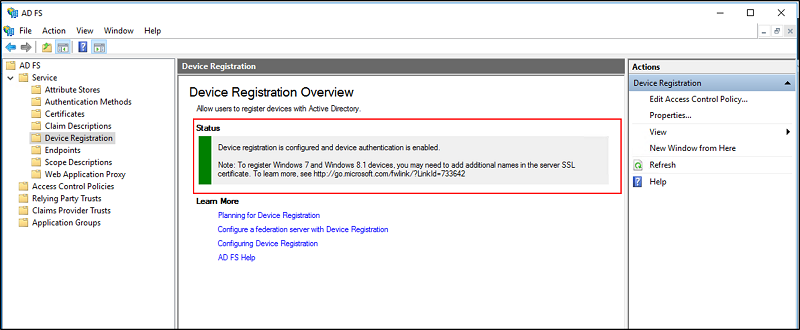 AD FS
File Action View Window Help
AD FS
Service
Attribute Stores
Authentication Methods
Certificates
Claim Descriptions
Device Registration
Endpoints
Scope Descriptions
Web Application Proxy
Access Control Policies
Relying Party Trusts
Claims Provider Trusts
Application Groups
Device Registration
Device Registration Overview
Allow users to register devices with Active Directory.
Status
Device registration is configured and device authentication is enabled.
Note: To register Windows 7 and Windows 8.1 devices, you may need to add additional names in the server SSL
certificate. To learn more, see http://go.microsoft.com/fwlink/?LinkId=733642
Learn More
Planning for Device Registration
Configure a federation server with Device Registration
Configuring Device Registration
AD FS Help
Actions
Device Registration
Edit Access Control Policy...
Properties...
View
New Window from Here
Refresh
Help